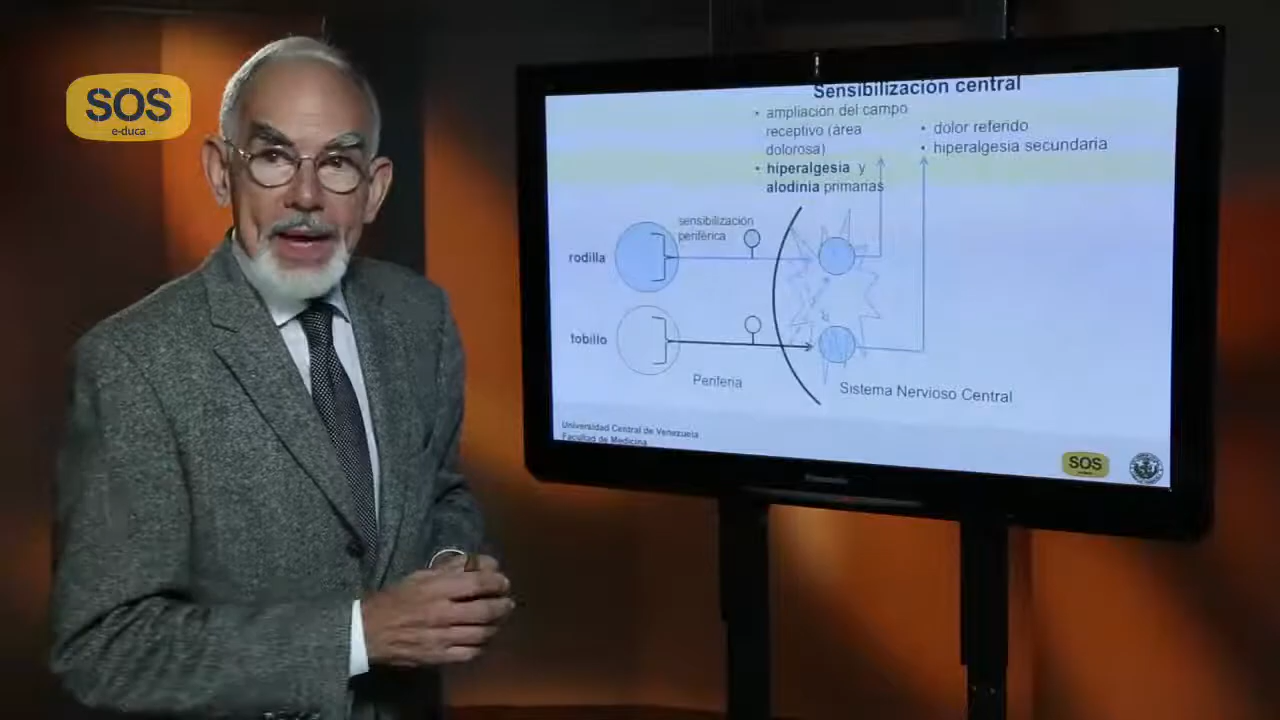 SOS
e-duca
Sensibilización central
• ampliación del campo
receptivo (área
dolorosa)
• hiperalgesia y
alodinia primarias
• dolor referido
• hiperalgesia secundaria
sensibilización
periférica
rodilla
tobillo
Periferia
Sistema Nervioso Central
Universidad Central de Venezuela
Facultad de Medicina
SOS